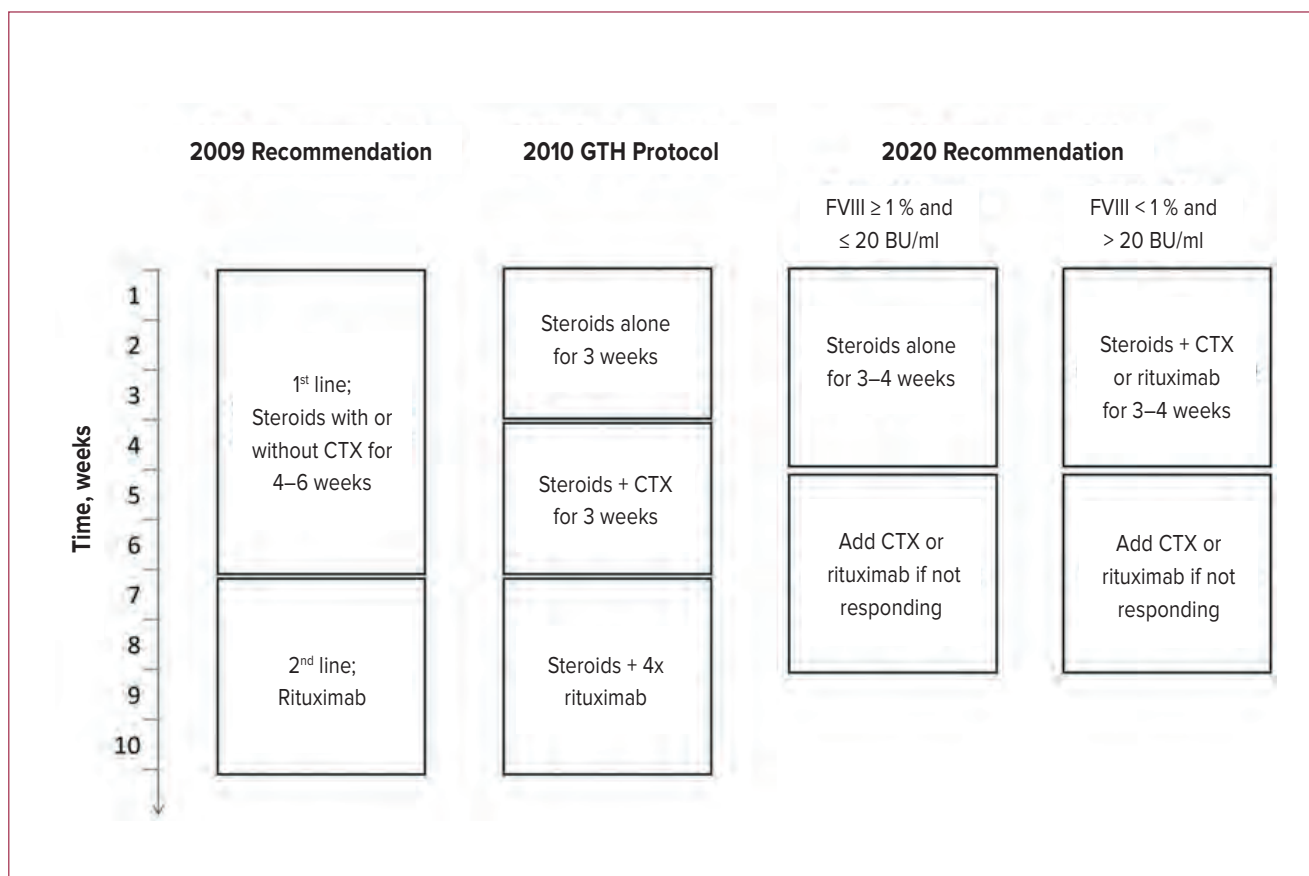 2009 Recommendation
2010 GTH Protocol
2020 Recommendation
FVIII ≥ 1 % and
≤ 20 BU/ml
FVIII < 1 % and
> 20 BU/ml
Time, weeks
1
2
3
4
5
6
7
8
9
10
1st line;
Steroids with or
without CTX for
4–6 weeks
2nd line;
Rituximab
Steroids alone
for 3 weeks
Steroids + CTX
for 3 weeks
Steroids + 4x
rituximab
Steroids alone
for 3–4 weeks
Add CTX or
rituximab if not
responding
Steroids + CTX
or rituximab
for 3–4 weeks
Add CTX or
rituximab if not
responding